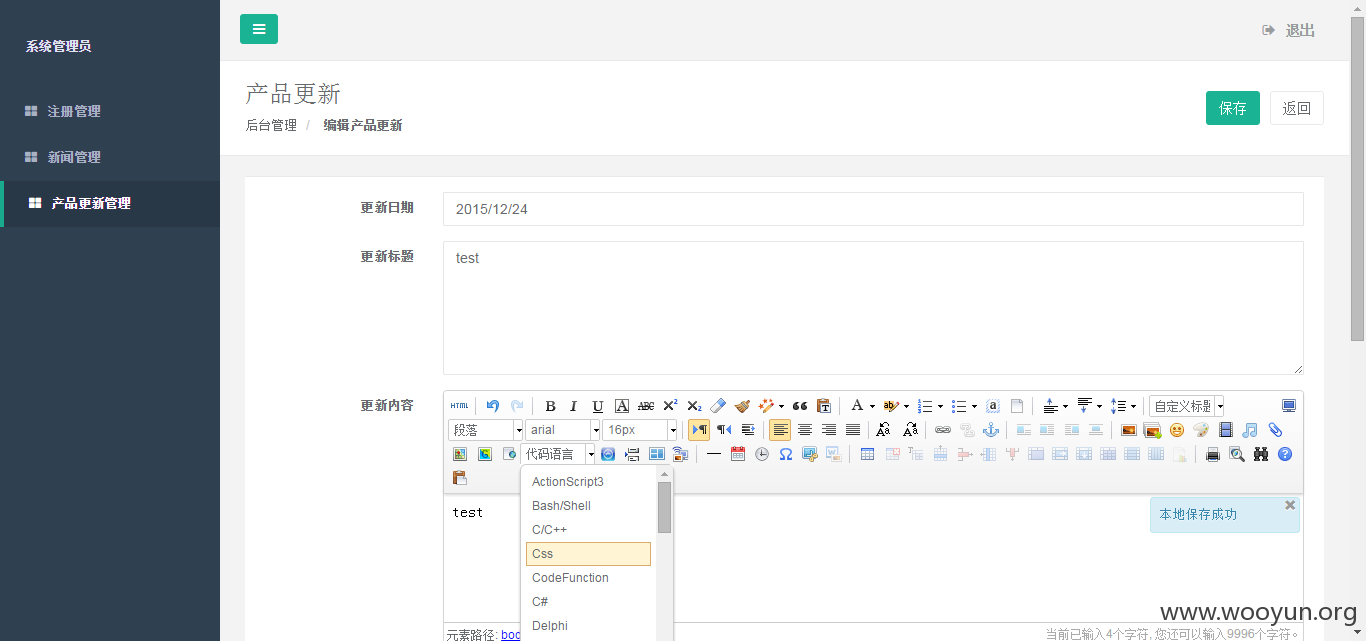 系统管理员
注册管理
新闻管理
产品更新管理
退出
产品更新
后台管理 / 编辑产品更新
保存
返回
更新日期
2015/12/24
更新标题
test
更新内容
HTML
B I U A ABC X² X₂
自定义标题
段落
arial
16px
代码语言
ActionScript3
Bash/Shell
C/C++
Css
CodeFunction
C#
Delphi
test
本地保存成功
元素路径: boo
当前已输入4个字符, 您还可以输入9996个字符。
www.wooyun.org